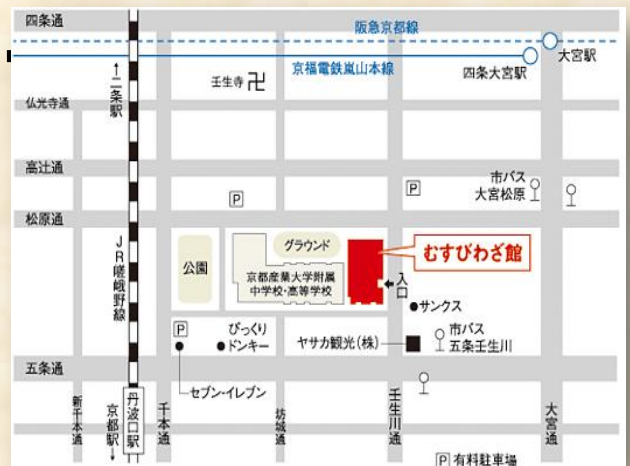 四条通
阪急京都線
大宮駅
京福電鉄嵐山本線
四条大宮駅
↑二条駅
壬生寺 卍
仏光寺通
高辻通
P
P
市バス
大宮松原
松原通
JR嵯峨野線
公園
グラウンド
京都産業大学附属
中学校・高等学校
むすびわざ館
←入口
サンクス
P
びっくり
ドンキー
ヤサカ観光(株)
市バス
五条壬生川
五条通
セブン-イレブン
新千本通
京都駅↓
丹波口駅
千本通
坊城通
壬生川通
大宮通
P 有料駐車場